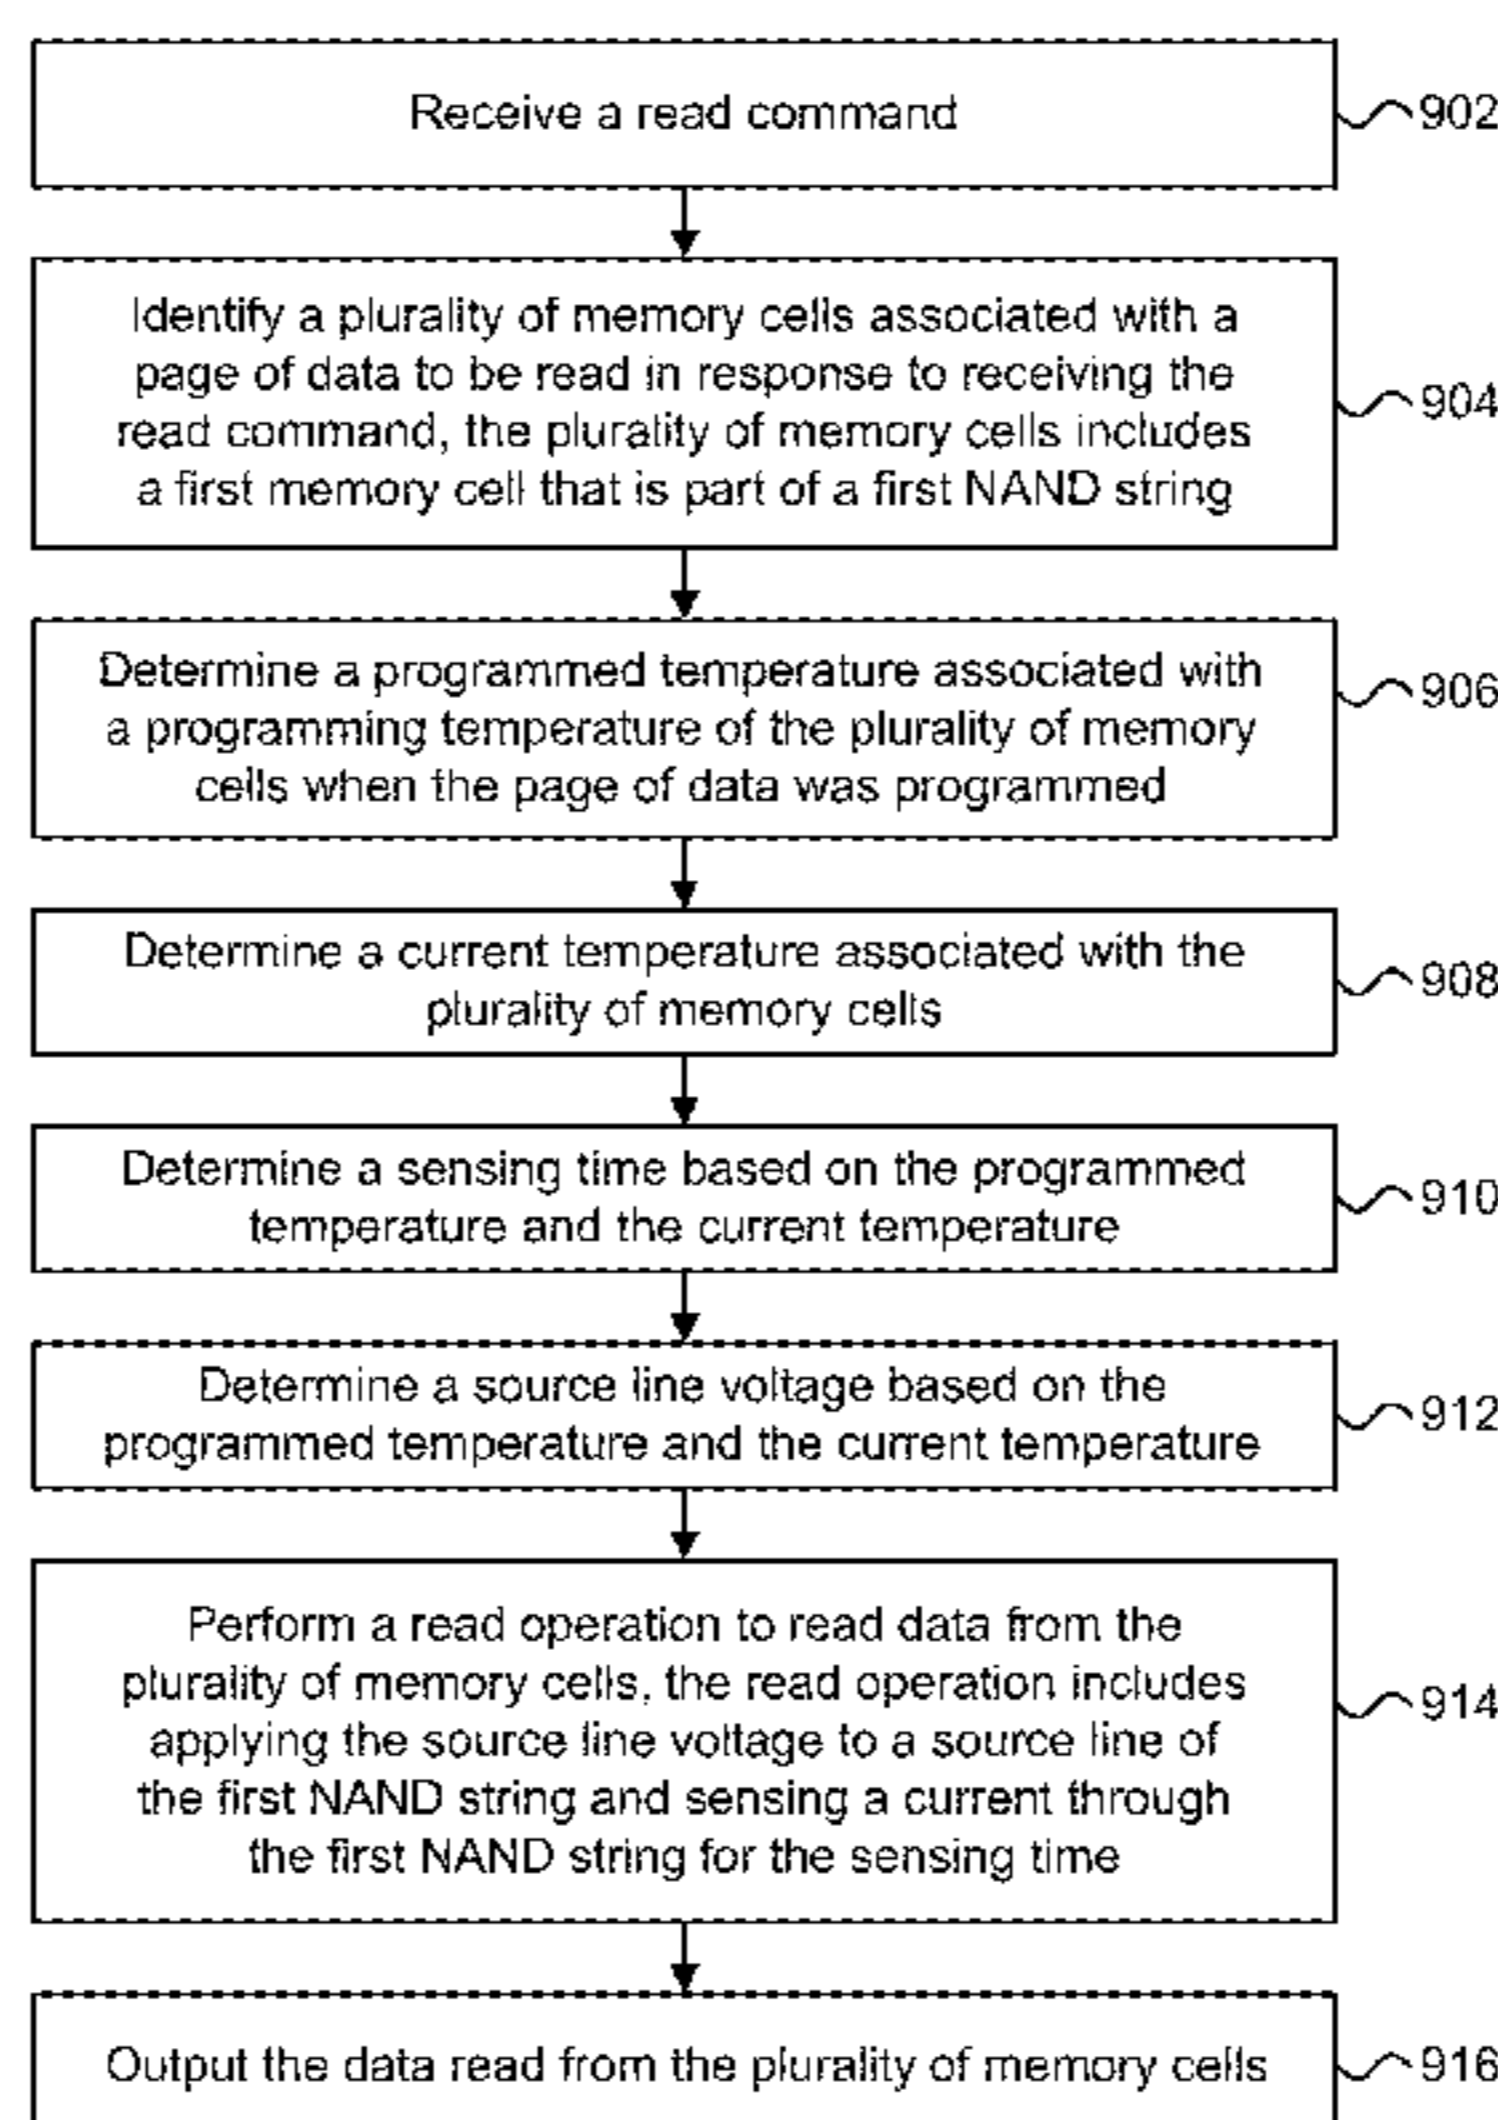 Receive a read command
902
Identify a plurality of memory cells associated with a
page of data to be read in response to receiving the
read command, the plurality of memory cells includes
a first memory cell that is part of a first NAND string
904
Determine a programmed temperature associated with
a programming temperature of the plurality of memory
cells when the page of data was programmed
906
Determine a current temperature associated with the
plurality of memory cells
908
Determine a sensing time based on the programmed
temperature and the current temperature
910
Determine a source line voltage based on the
programmed temperature and the current temperature
912
Perform a read operation to read data from the
plurality of memory cells, the read operation includes
applying the source line voltage to a source line of
the first NAND string and sensing a current through
the first NAND string for the sensing time
914
Output the data read from the plurality of memory cells
916